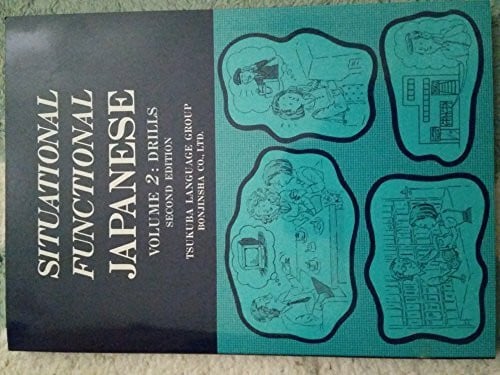 SITUATIONAL
FUNCTIONAL
JAPANESE
VOLUME 2: DRILLS
SECOND EDITION
TSUKUBA LANGUAGE GROUP
BONJINSHA CO., LTD.